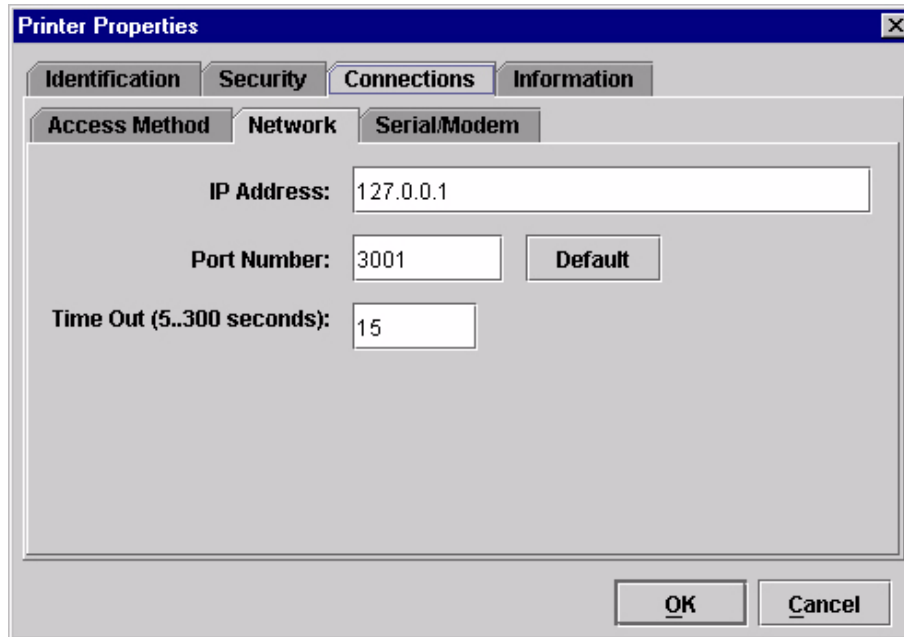 Printer Properties
Identification Security Connections Information
Access Method Network Serial/Modem
IP Address: 127.0.0.1
Port Number: 3001 Default
Time Out (5..300 seconds): 15
OK Cancel